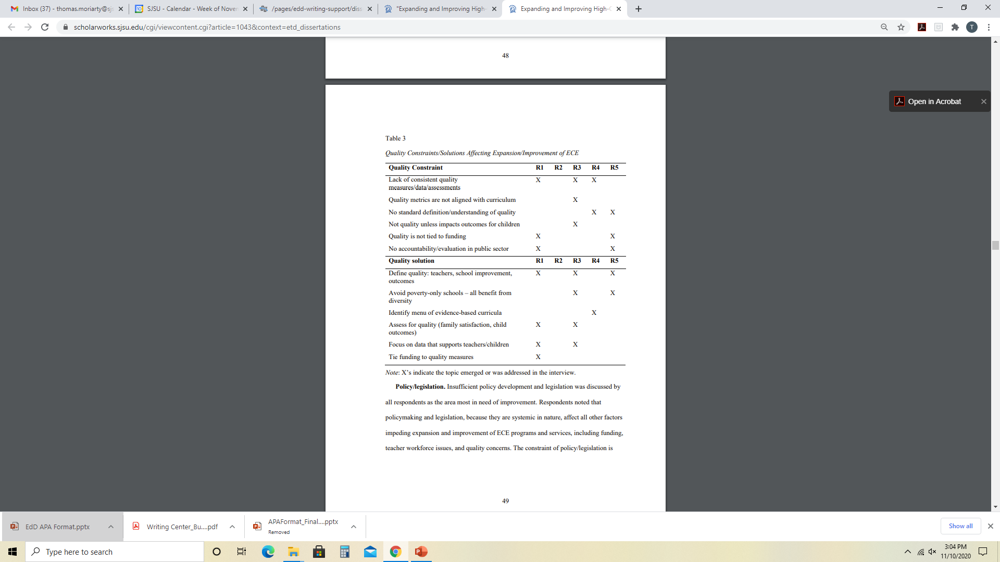 Inbox (37) - thomas.moriarty@sjs
SJSU - Calendar - Week of Nover
/pages/edd-writing-support/diss
"Expanding and Improving High-
Expanding and Improving High-C
scholarworks.sjsu.edu/cgi/viewcontent.cgi?article=1043&context=etd_dissertations
T
48
Open in Acrobat
Table 3
Quality Constraints/Solutions Affecting Expansion/Improvement of ECE
Quality Constraint R1 R2 R3 R4 R5
Lack of consistent quality X X X
measures/data/assessments
Quality metrics are not aligned with curriculum X
No standard definition/understanding of quality X X
Not quality unless impacts outcomes for children X
Quality is not tied to funding X X
No accountability/evaluation in public sector X X
Quality solution R1 R2 R3 R4 R5
Define quality: teachers, school improvement, X X X
outcomes
Avoid poverty-only schools – all benefit from X X
diversity
Identify menu of evidence-based curricula X
Assess for quality (family satisfaction, child X X
outcomes)
Focus on data that supports teachers/children X X
Tie funding to quality measures X
Note: X's indicate the topic emerged or was addressed in the interview.
Policy/legislation. Insufficient policy development and legislation was discussed by
all respondents as the area most in need of improvement. Respondents noted that
policymaking and legislation, because they are systemic in nature, affect all other factors
impeding expansion and improvement of ECE programs and services, including funding,
teacher workforce issues, and quality concerns. The constraint of policy/legislation is
49
EdD APA Format.pptx
Writing Center_Bu....pdf
APAFormat_Final....pptx
Removed
Show all
Type here to search
3:04 PM
11/10/2020